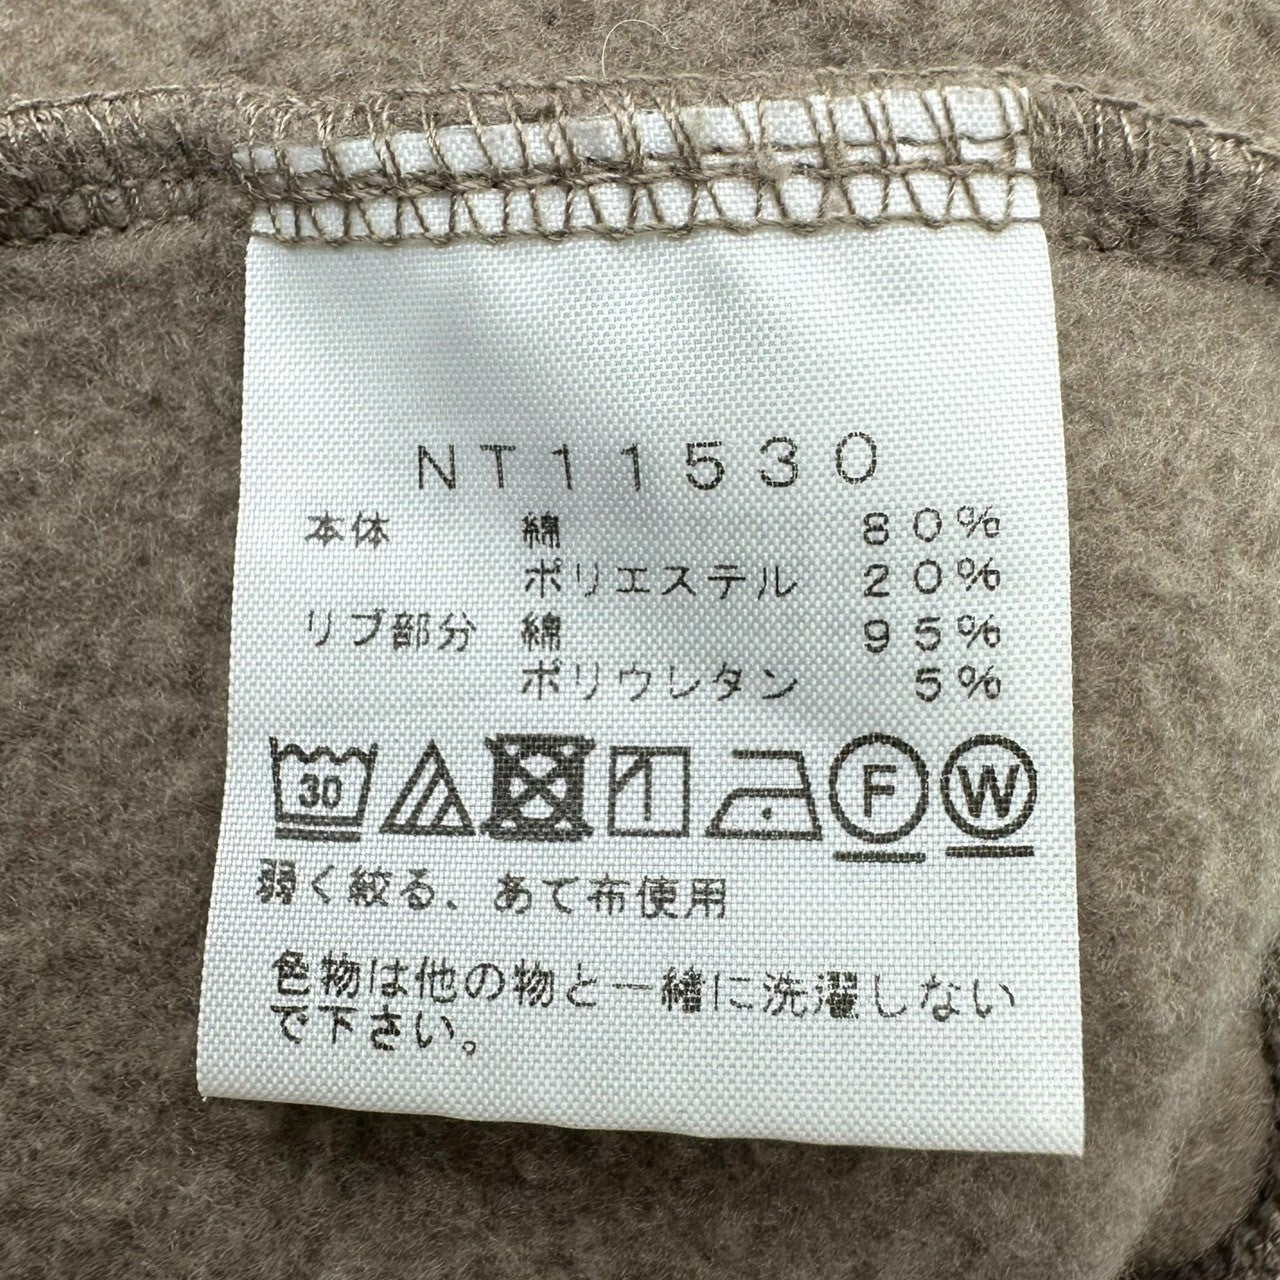 NT11530
本体 綿 80%
ポリエステル 20%
リブ部分 綿 95%
ポリウレタン 5%
30 F W
弱く絞る、あて布使用
色物は他の物と一緒に洗濯しない
で下さい。